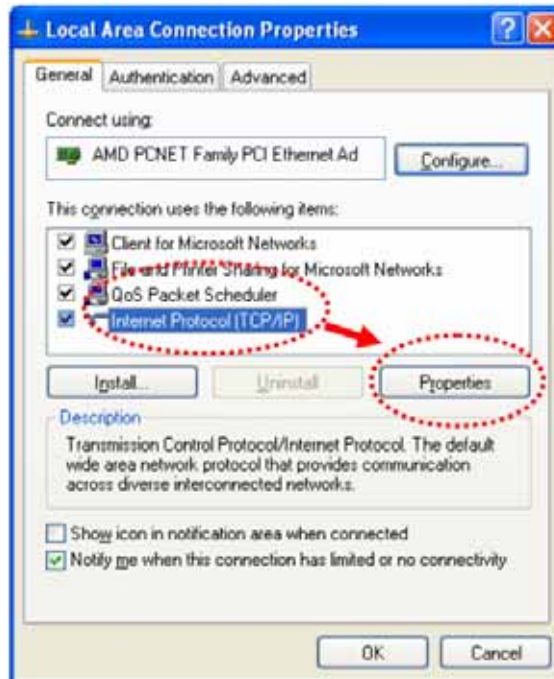 Local Area Connection Properties
General Authentication Advanced
Connect using:
AMD PCNET Family PCI Ethernet Ad Configure...
This connection uses the following items:
Client for Microsoft Networks
File and Printer Sharing for Microsoft Networks
QoS Packet Scheduler
Internet Protocol (TCP/IP)
Install... Uninstall Properties
Description
Transmission Control Protocol/Internet Protocol. The default
wide area network protocol that provides communication
across diverse interconnected networks.
Show icon in notification area when connected
Notify me when this connection has limited or no connectivity
OK Cancel